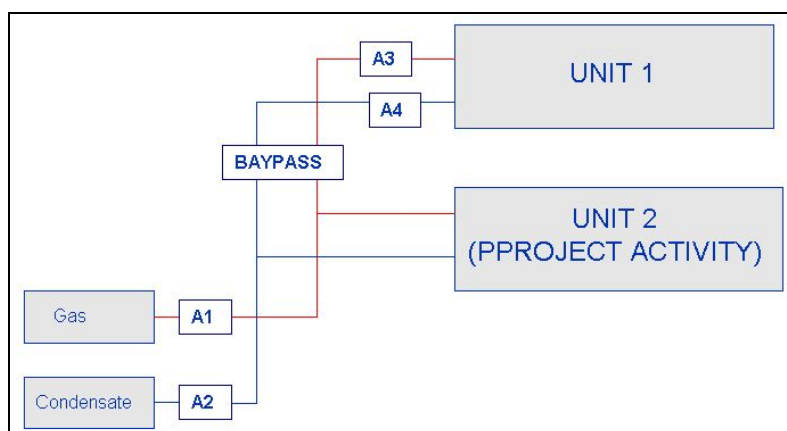 A3
UNIT 1
A4
BAYPASS
UNIT 2
(PPROJECT ACTIVITY)
Gas
A1
Condensate
A2